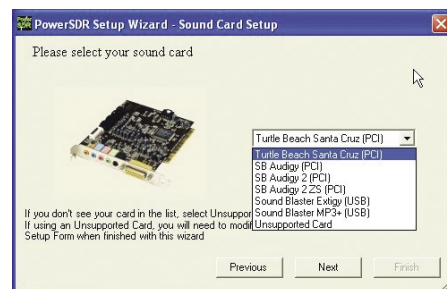 PowerSDR Setup Wizard - Sound Card Setup
Please select your sound card
Turtle Beach Santa Cruz (PCI)
Turtle Beach Santa Cruz (PCI)
SB Audigy (PCI)
SB Audigy 2 (PCI)
SB Audigy 2 ZS (PCI)
Sound Blaster Extigy (USB)
Sound Blaster MP3+ (USB)
Unsupported Card
If you don't see your card in the list, select Unsuppor
If using an Unsupported Card, you will need to modif
Setup Form when finished with this wizard
Previous
Next
Finish